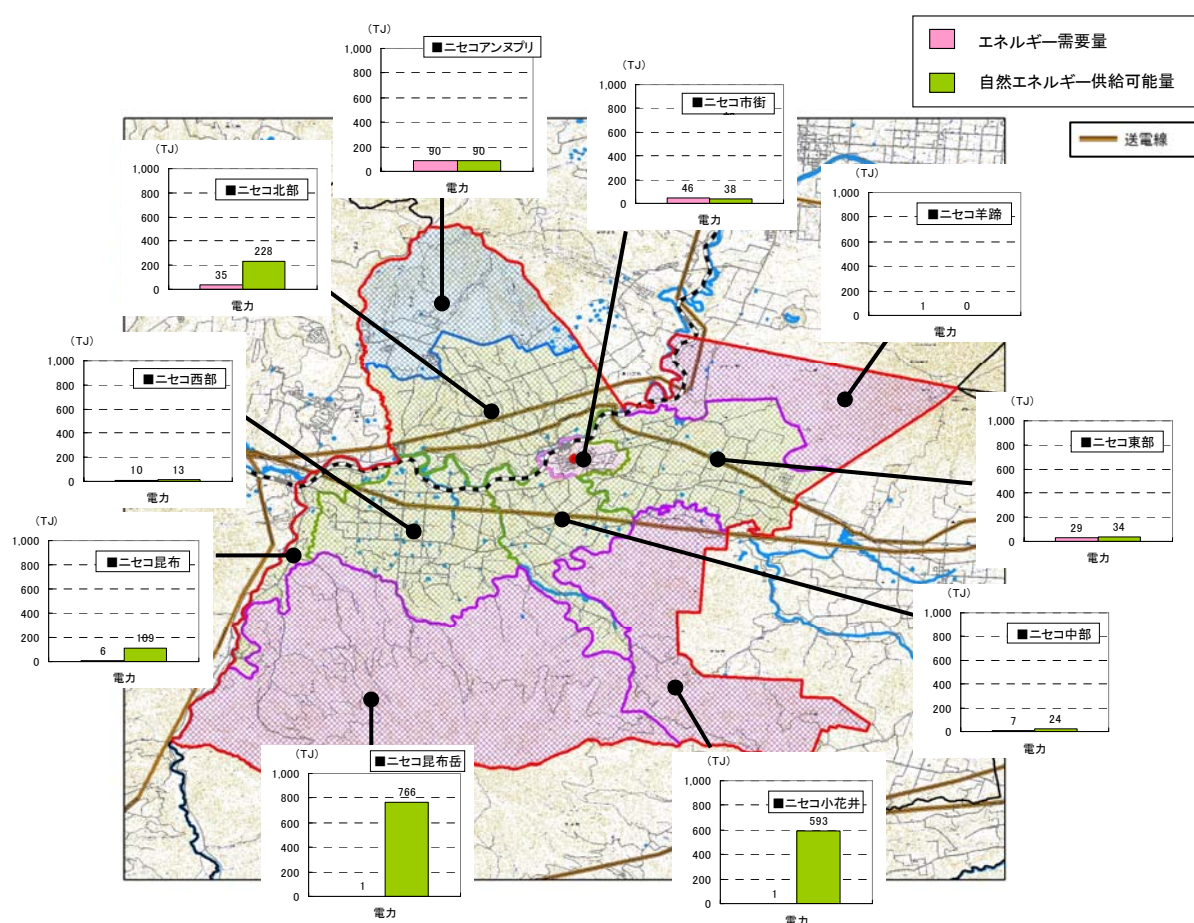 エネルギー需要量
自然エネルギー供給可能量
送電線
(TJ)
■ニセコアンヌプリ
1,000
800
600
400
200
0
90
90
電力
(TJ)
■ニセコ市街
1,000
800
600
400
200
0
46
38
電力
(TJ)
■ニセコ北部
1,000
800
600
400
200
0
35
228
電力
(TJ)
■ニセコ羊蹄
1,000
800
600
400
200
0
1
0
電力
(TJ)
■ニセコ西部
1,000
800
600
400
200
0
10
13
電力
(TJ)
■ニセコ東部
1,000
800
600
400
200
0
29
34
電力
(TJ)
■ニセコ昆布
1,000
800
600
400
200
0
6
109
電力
(TJ)
■ニセコ中部
1,000
800
600
400
200
0
7
24
電力
(TJ)
■ニセコ昆布岳
1,000
800
600
400
200
0
1
766
電力
(TJ)
■ニセコ小花井
1,000
800
600
400
200
0
1
593
電力